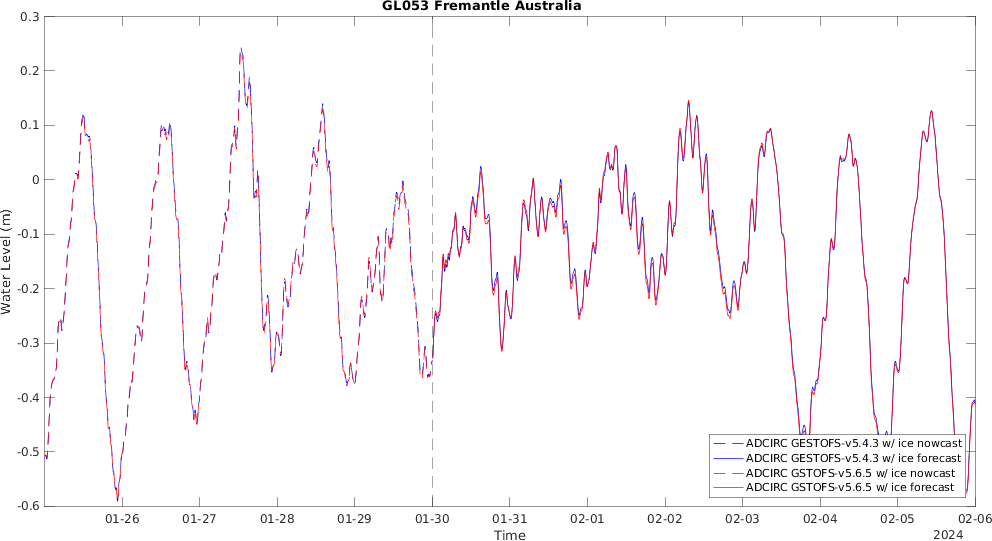 GL053 Fremantle Australia
Water Level (m)
0.3
0.2
0.1
0
-0.1
-0.2
-0.3
-0.4
-0.5
-0.6
ADCIRC GESTOFS-v5.4.3 w/ ice nowcast
ADCIRC GESTOFS-v5.4.3 w/ ice forecast
ADCIRC GSTOFS-v5.6.5 w/ ice nowcast
ADCIRC GSTOFS-v5.6.5 w/ ice forecast
01-26 01-27 01-28 01-29 01-30 01-31 02-01 02-02 02-03 02-04 02-05 02-06
Time
2024